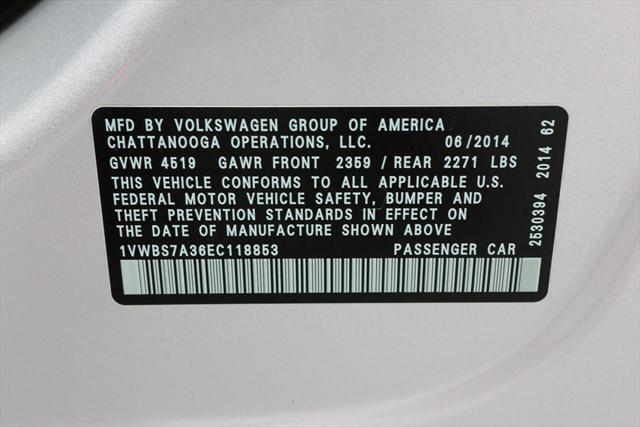 MFD BY VOLKSWAGEN GROUP OF AMERICA
CHATTANOOGA OPERATIONS, LLC. 06/2014
GVWR 4519 GAWR FRONT 2359 / REAR 2271 LBS
THIS VEHICLE CONFORMS TO ALL APPLICABLE U.S.
FEDERAL MOTOR VEHICLE SAFETY, BUMPER AND
THEFT PREVENTION STANDARDS IN EFFECT ON
THE DATE OF MANUFACTURE SHOWN ABOVE
1VWBS7A36EC118853 PASSENGER CAR
2530394 2014 62